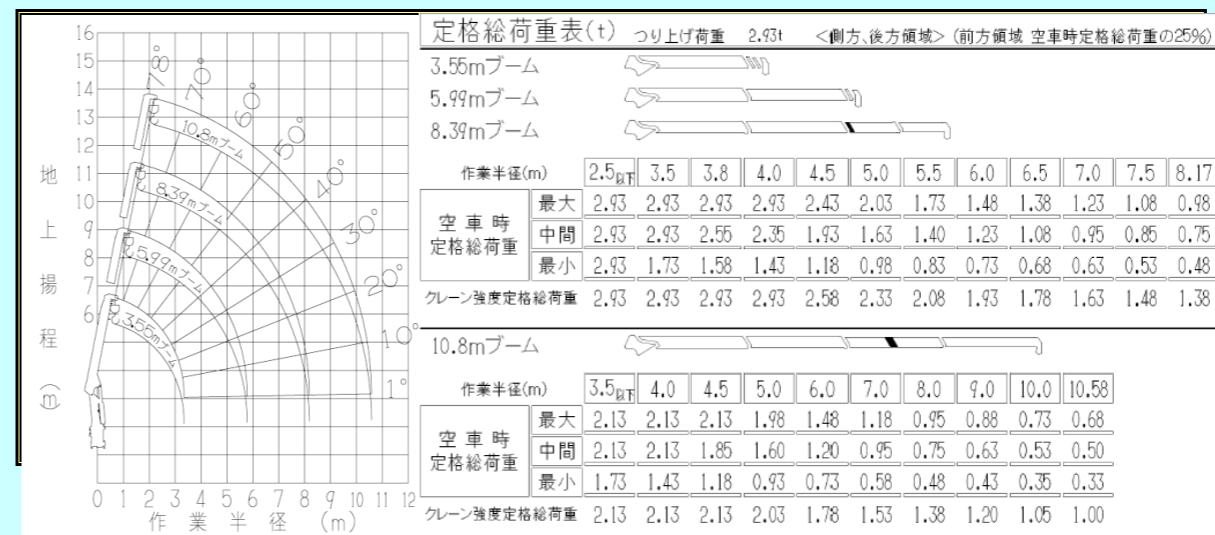 16
15
14
13
12
11
10
9
8
7
6
地上揚程(m)
78°
70°
60°
50°
40°
30°
20°
10°
1°
10.8mブーム
8.39mブーム
5.99mブーム
3.55mブーム
0 1 2 3 4 5 6 7 8 9 10 11 12
作業半径(m)
定格総荷重表(t) つり上げ荷重 2.93t <側方、後方領域> (前方領域 空車時定格総荷重の25%)
3.55mブーム
5.99mブーム
8.39mブーム
作業半径(m) 2.5以下 3.5 3.8 4.0 4.5 5.0 5.5 6.0 6.5 7.0 7.5 8.17
空車時
定格総荷重
最大 2.93 2.93 2.93 2.93 2.43 2.03 1.73 1.48 1.38 1.23 1.08 0.98
中間 2.93 2.93 2.55 2.35 1.93 1.63 1.40 1.23 1.08 0.95 0.85 0.75
最小 2.93 1.73 1.58 1.43 1.18 0.98 0.83 0.73 0.68 0.63 0.53 0.48
クレーン強度定格総荷重 2.93 2.93 2.93 2.93 2.58 2.33 2.08 1.93 1.78 1.63 1.48 1.38
10.8mブーム
作業半径(m) 3.5以下 4.0 4.5 5.0 6.0 7.0 8.0 9.0 10.0 10.58
空車時
定格総荷重
最大 2.13 2.13 2.13 1.98 1.48 1.18 0.95 0.88 0.73 0.68
中間 2.13 2.13 1.85 1.60 1.20 0.95 0.75 0.63 0.53 0.50
最小 1.73 1.43 1.18 0.93 0.73 0.58 0.48 0.43 0.35 0.33
クレーン強度定格総荷重 2.13 2.13 2.13 2.03 1.78 1.53 1.38 1.20 1.05 1.00